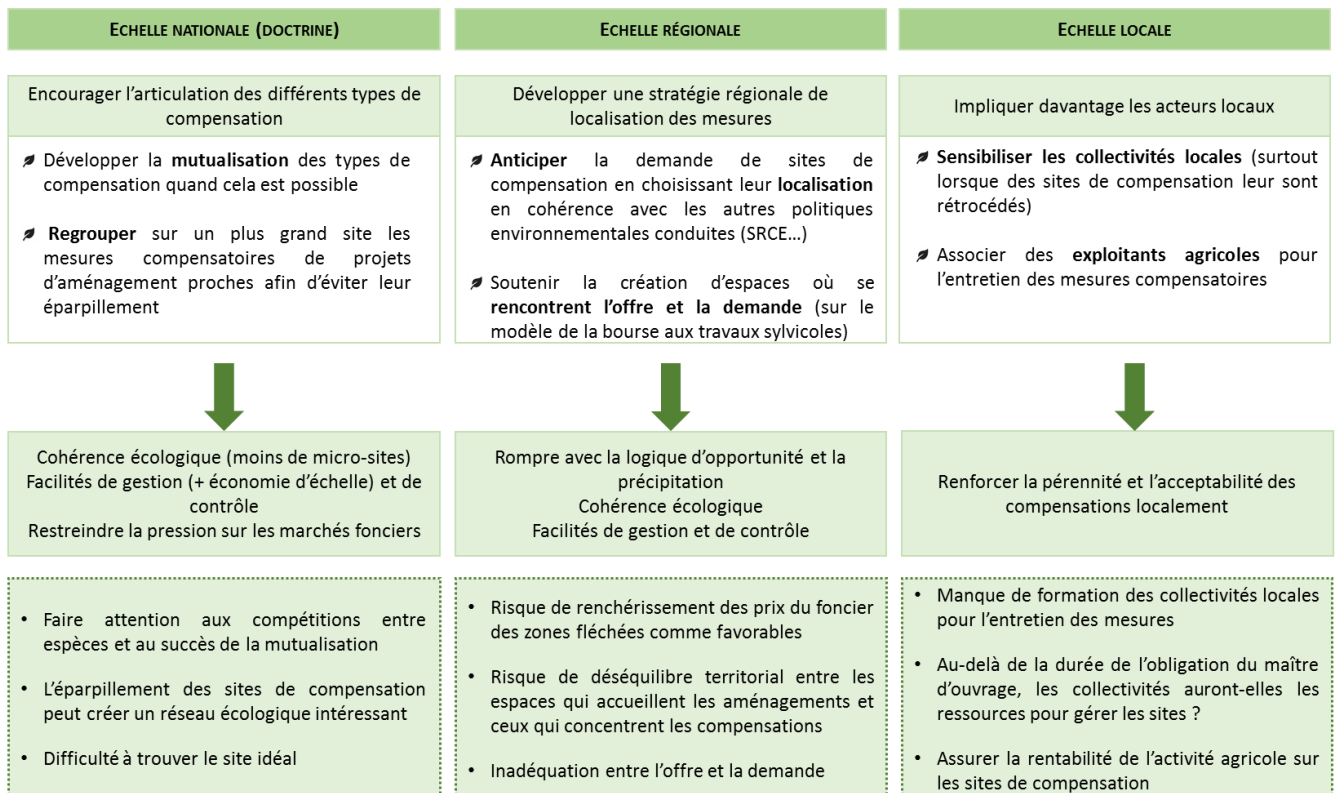 ECHELLE NATIONALE (DOCTRINE)
Encourager l'articulation des différents types de
compensation
Développer la mutualisation des types de
compensation quand cela est possible
Regrouper sur un plus grand site les
mesures compensatoires de projets
d'aménagement proches afin d'éviter leur
éparpillement
Cohérence écologique (moins de micro-sites)
Facilités de gestion (+ économie d'échelle) et de
contrôle
Restreindre la pression sur les marchés fonciers
• Faire attention aux compétitions entre
espèces et au succès de la mutualisation
• L'éparpillement des sites de compensation
peut créer un réseau écologique intéressant
• Difficulté à trouver le site idéal
ECHELLE RÉGIONALE
Développer une stratégie régionale de
localisation des mesures
Anticiper la demande de sites de
compensation en choisissant leur localisation
en cohérence avec les autres politiques
environnementales conduites (SRCE...)
Soutenir la création d'espaces où se
rencontrent l'offre et la demande (sur le
modèle de la bourse aux travaux sylvicoles)
Rompre avec la logique d'opportunité et la
précipitation
Cohérence écologique
Facilités de gestion et de contrôle
• Risque de renchérissement des prix du foncier
des zones fléchées comme favorables
• Risque de déséquilibre territorial entre les
espaces qui accueillent les aménagements et
ceux qui concentrent les compensations
• Inadéquation entre l'offre et la demande
ECHELLE LOCALE
Impliquer davantage les acteurs locaux
Sensibiliser les collectivités locales (surtout
lorsque des sites de compensation leur sont
rétrocédés)
Associer des exploitants agricoles pour
l'entretien des mesures compensatoires
Renforcer la pérennité et l'acceptabilité des
compensations localement
• Manque de formation des collectivités locales
pour l'entretien des mesures
• Au-delà de la durée de l'obligation du maître
d'ouvrage, les collectivités auront-elles les
ressources pour gérer les sites ?
• Assurer la rentabilité de l'activité agricole sur
les sites de compensation